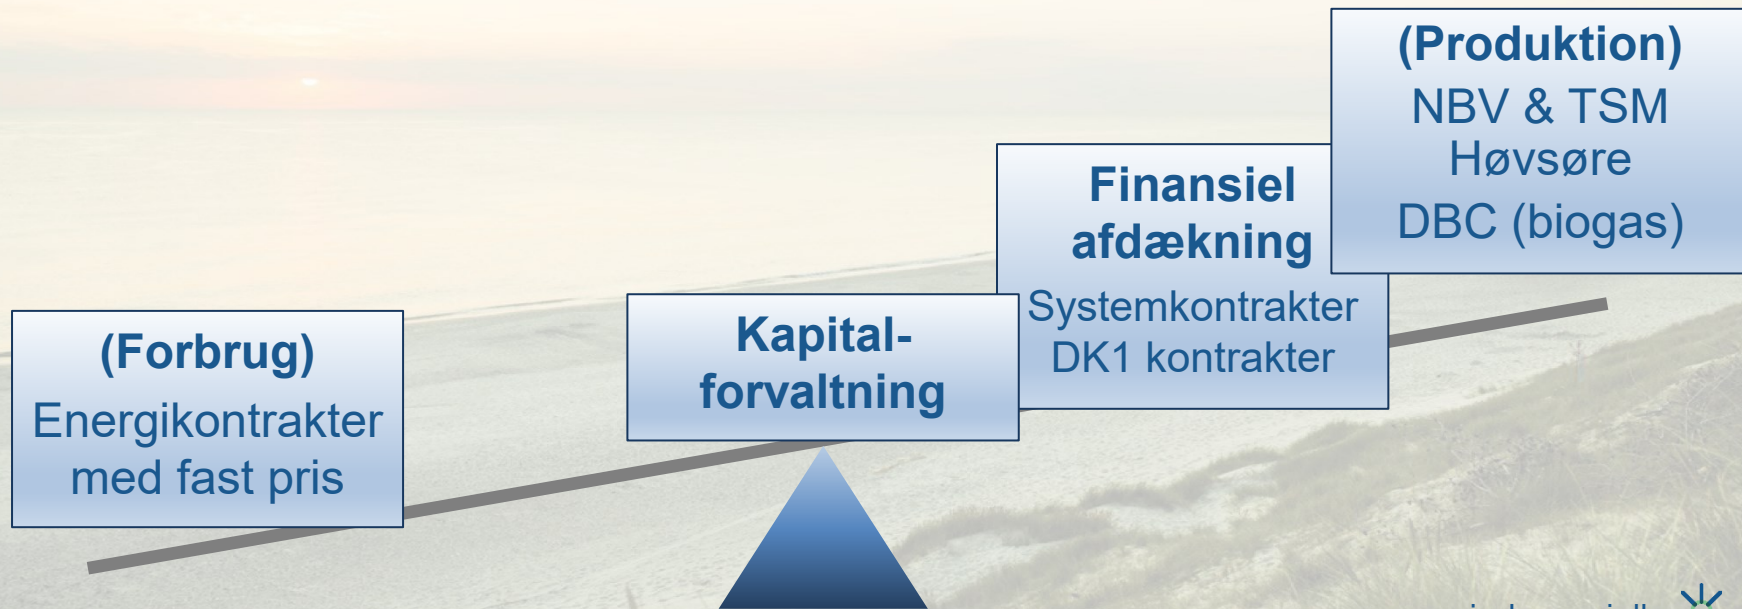 (Produktion)
NBV & TSM
Høvsøre
DBC (biogas)
Finansiel
afdækning
Systemkontrakter
DK1 kontrakter
Kapital-
forvaltning
(Forbrug)
Energikontrakter
med fast pris